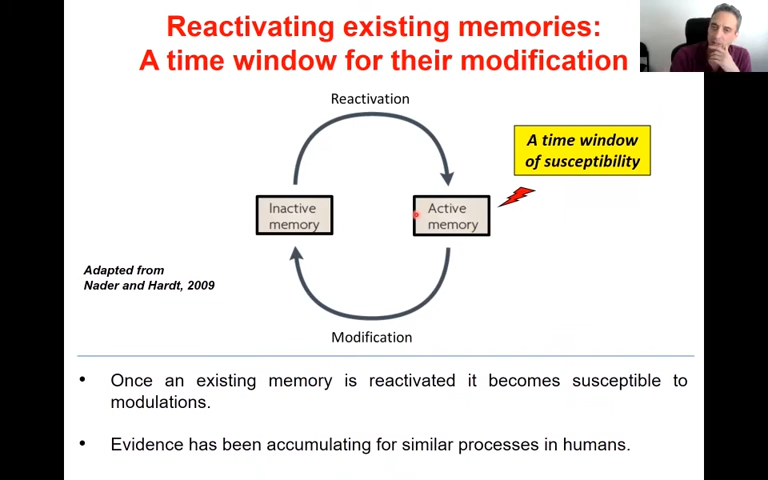 Reactivating existing memories:
A time window for their modification
Reactivation
A time window
of susceptibility
Inactive
memory
Active
memory
Adapted from
Nader and Hardt, 2009
Modification
• Once an existing memory is reactivated it becomes susceptible to
modulations.
• Evidence has been accumulating for similar processes in humans.